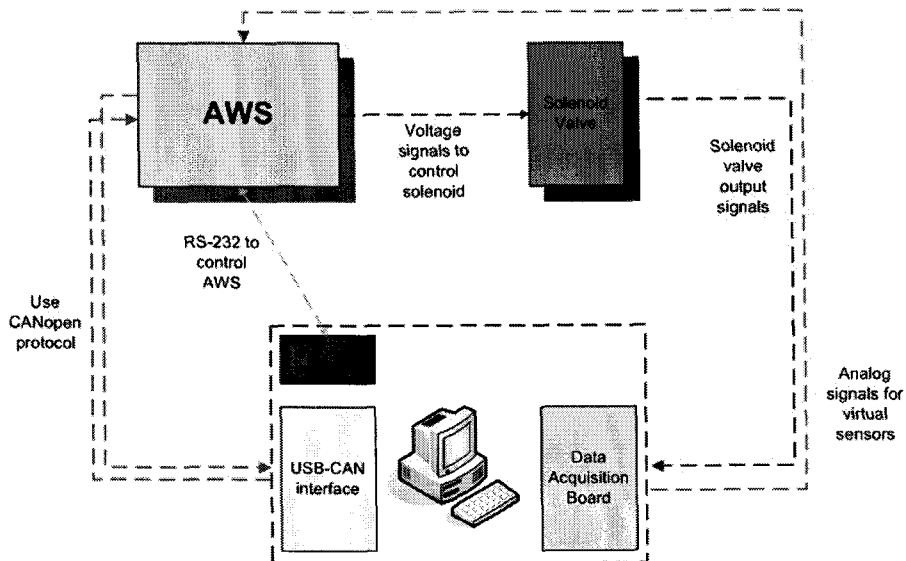 AWS
Solenoid
Valve
Voltage
signals to
control
solenoid
Solenoid
valve
output
signals
RS-232 to
control
AWS
Use
CANopen
protocol
Analog
signals for
virtual
sensors
USB-CAN
interface
Data
Acquisition
Board